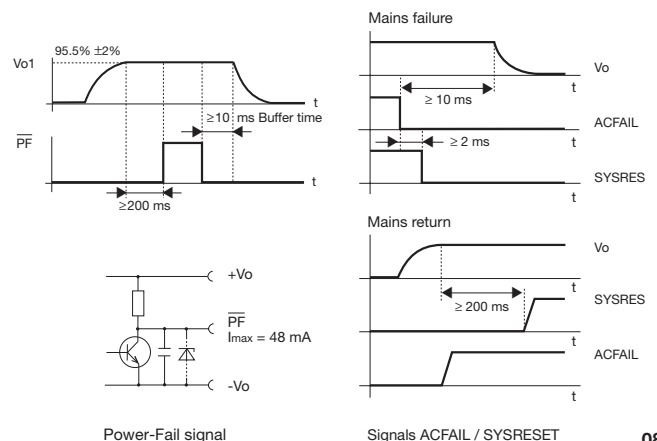 95.5% ±2%
Vo1
t
≥10 ms Buffer time
PF
t
≥200 ms
+Vo
PF
Imax = 48 mA
-Vo
Power-Fail signal
Mains failure
Vo
t
≥ 10 ms
ACFAIL
t
≥ 2 ms
SYSRES
t
Mains return
Vo
t
SYSRES
≥ 200 ms
t
ACFAIL
t
Signals ACFAIL / SYSRESET